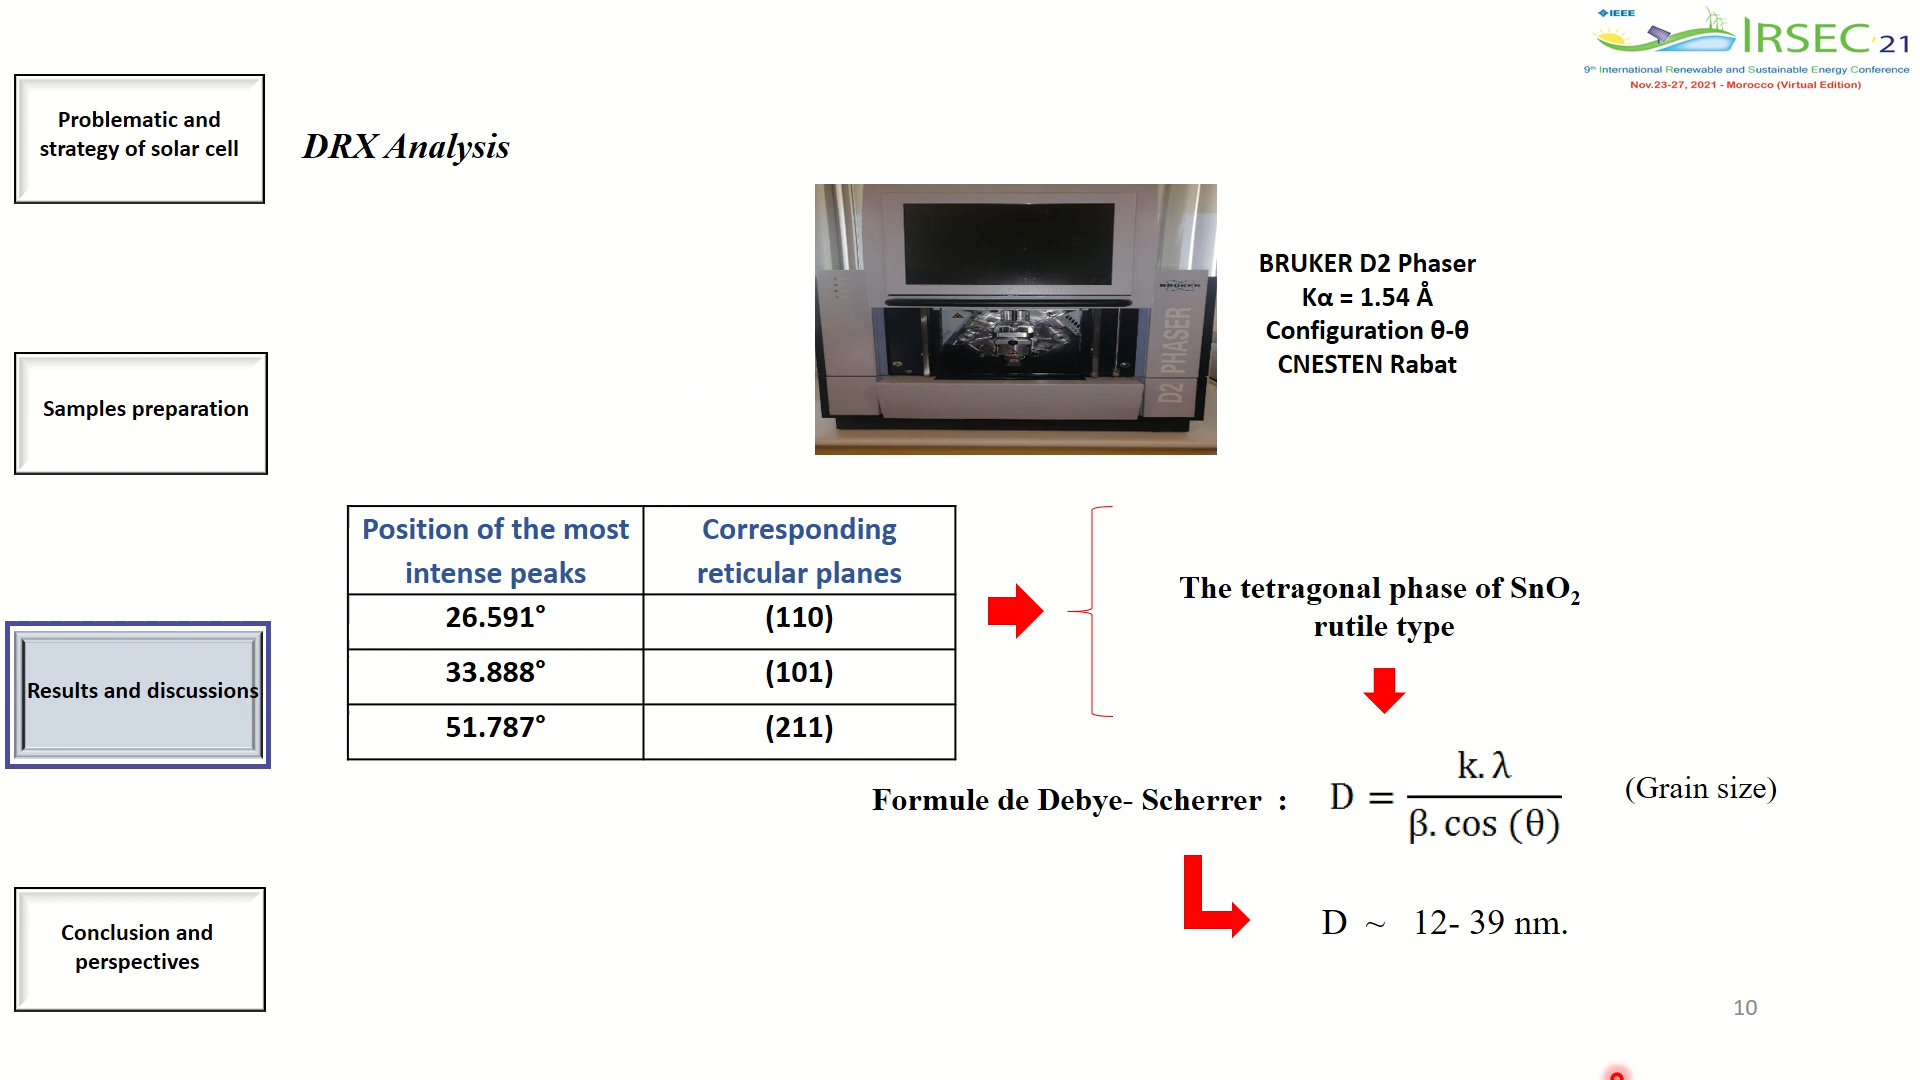 IEEE
IRSEC'21
9th International Renewable and Sustainable Energy Conference
Nov.23-27, 2021 - Morocco (Virtual Edition)
Problematic and
strategy of solar cell
DRX Analysis
BRUKER
D2 PHASER
BRUKER D2 Phaser
Kα = 1.54 Å
Configuration θ-θ
CNESTEN Rabat
Samples preparation
Position of the most
intense peaks
Corresponding
reticular planes
26.591° (110)
33.888° (101)
51.787° (211)
The tetragonal phase of SnO₂
rutile type
Results and discussions
Formule de Debye- Scherrer :
D = k. λ / β. cos (θ)
(Grain size)
D ~ 12- 39 nm.
Conclusion and
perspectives
10